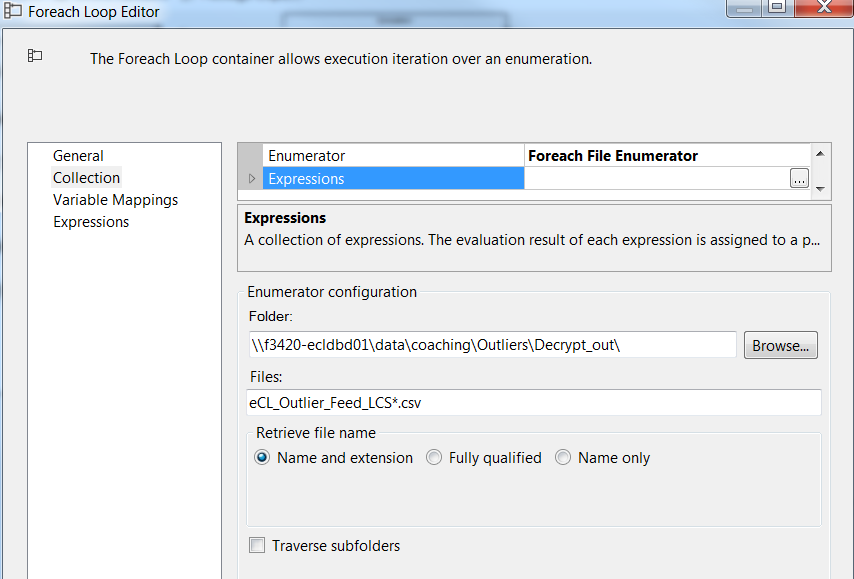 Foreach Loop Editor
The Foreach Loop container allows execution iteration over an enumeration.
General
Collection
Variable Mappings
Expressions
Enumerator Foreach File Enumerator
Expressions ...
Expressions
A collection of expressions. The evaluation result of each expression is assigned to a p...
Enumerator configuration
Folder:
\\f3420-ecldbd01\data\coaching\Outliers\Decrypt_out\
Browse...
Files:
eCL_Outlier_Feed_LCS*.csv
Retrieve file name
Name and extension Fully qualified Name only
Traverse subfolders